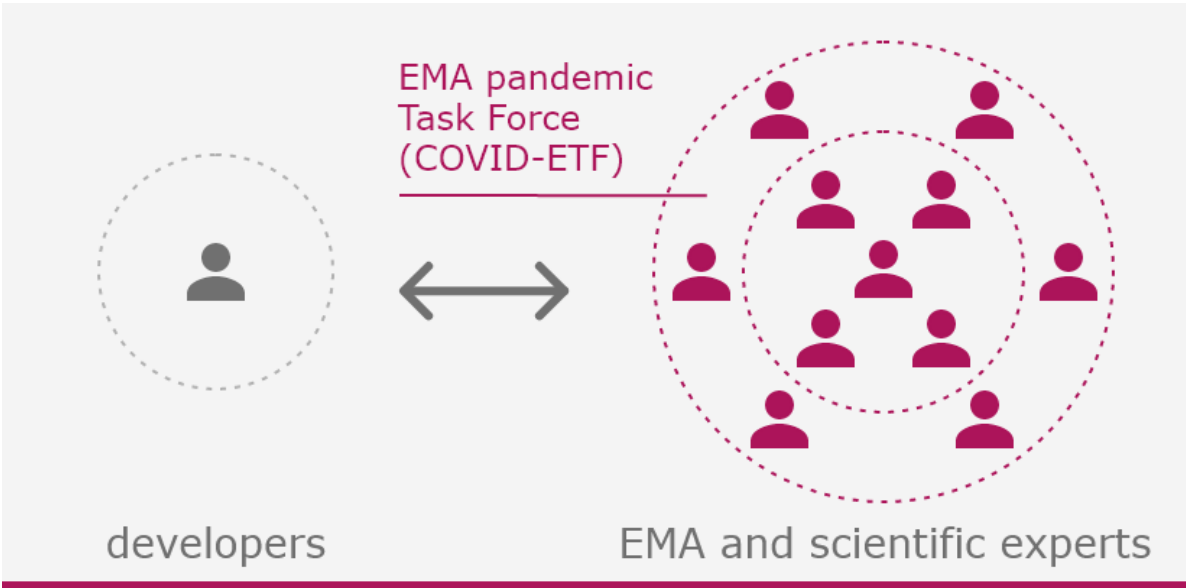 EMA pandemic
Task Force
(COVID-ETF)
developers
EMA and scientific experts